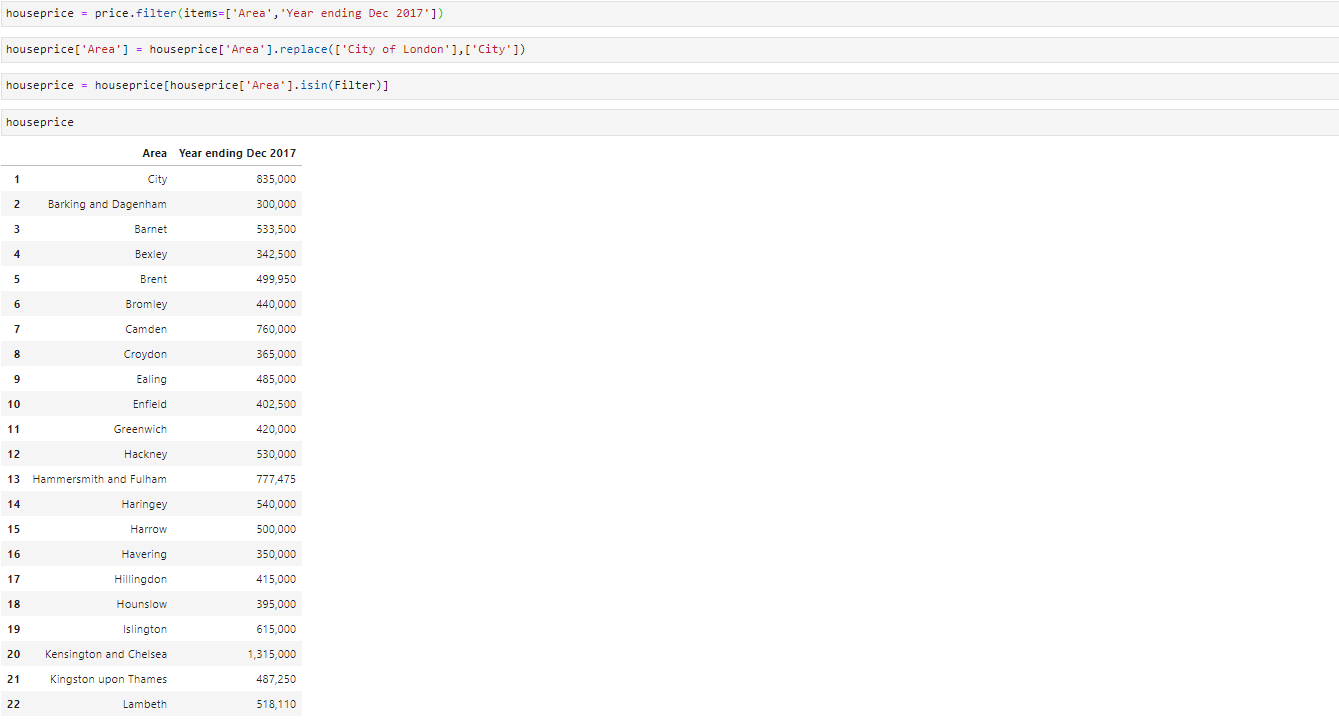 houseprice = price.filter(items=['Area','Year ending Dec 2017'])
houseprice['Area'] = houseprice['Area'].replace(['City of London'],['City'])
houseprice = houseprice[houseprice['Area'].isin(Filter)]
houseprice
Area Year ending Dec 2017
1 City 835,000
2 Barking and Dagenham 300,000
3 Barnet 533,500
4 Bexley 342,500
5 Brent 499,950
6 Bromley 440,000
7 Camden 760,000
8 Croydon 365,000
9 Ealing 485,000
10 Enfield 402,500
11 Greenwich 420,000
12 Hackney 530,000
13 Hammersmith and Fulham 777,475
14 Haringey 540,000
15 Harrow 500,000
16 Havering 350,000
17 Hillingdon 415,000
18 Hounslow 395,000
19 Islington 615,000
20 Kensington and Chelsea 1,315,000
21 Kingston upon Thames 487,250
22 Lambeth 518,110